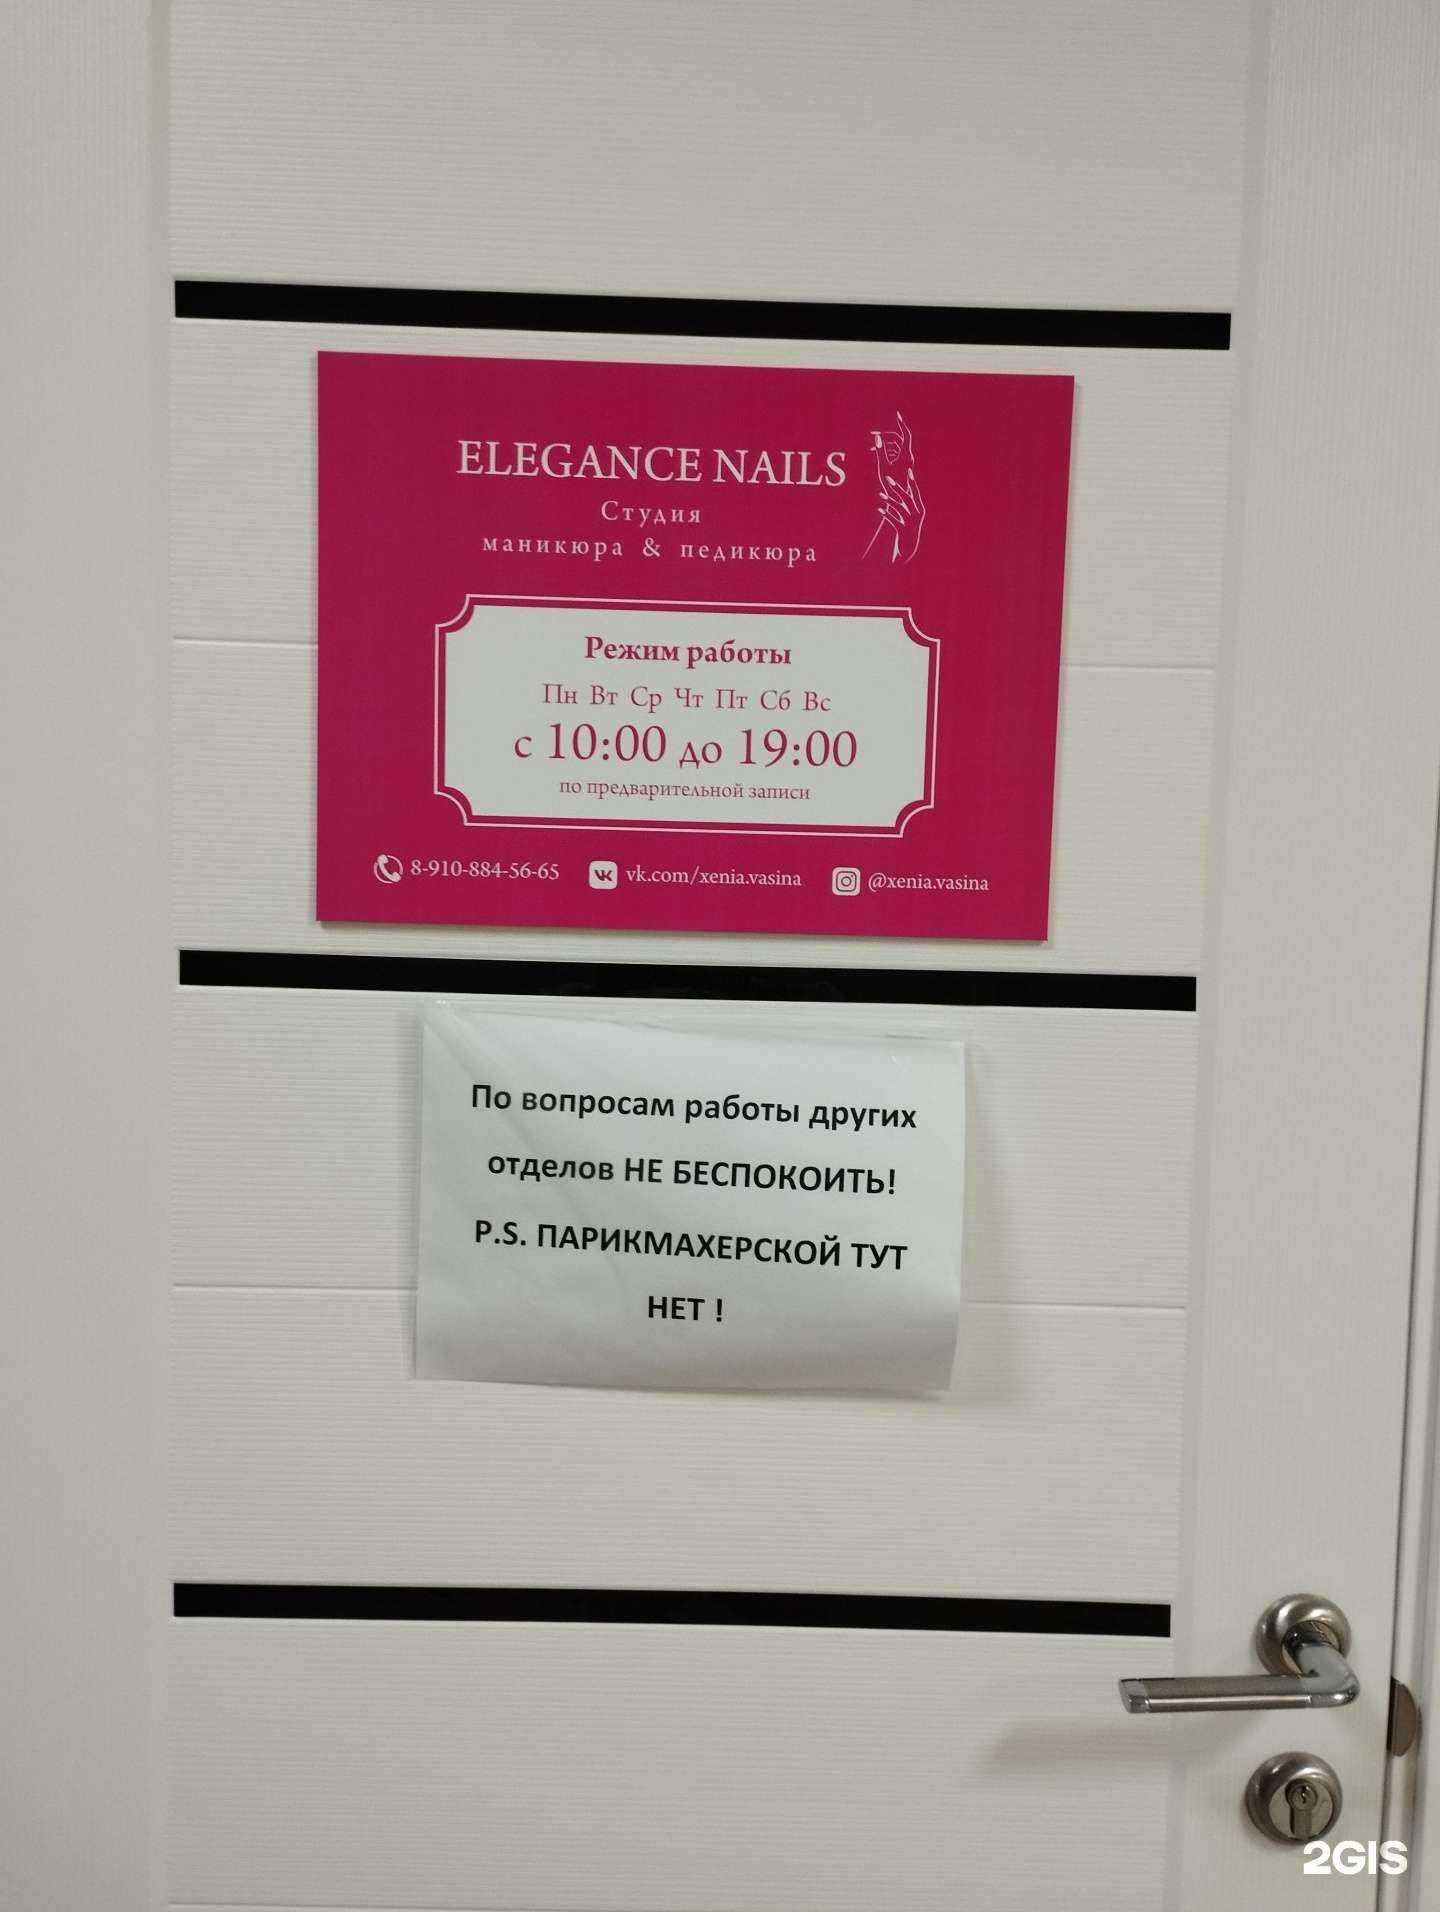 ELEGANCE NAILS
Студия
маникюра & педикюра
Режим работы
Пн Вт Ср Чт Пт Сб Вс
с 10:00 до 19:00
по предварительной записи
8-910-884-56-65 vk.com/xenia.vasina @xenia.vasina
По вопросам работы других
отделов НЕ БЕСПОКОИТЬ!
P.S. ПАРИКМАХЕРСКОЙ ТУТ
НЕТ !
2GIS